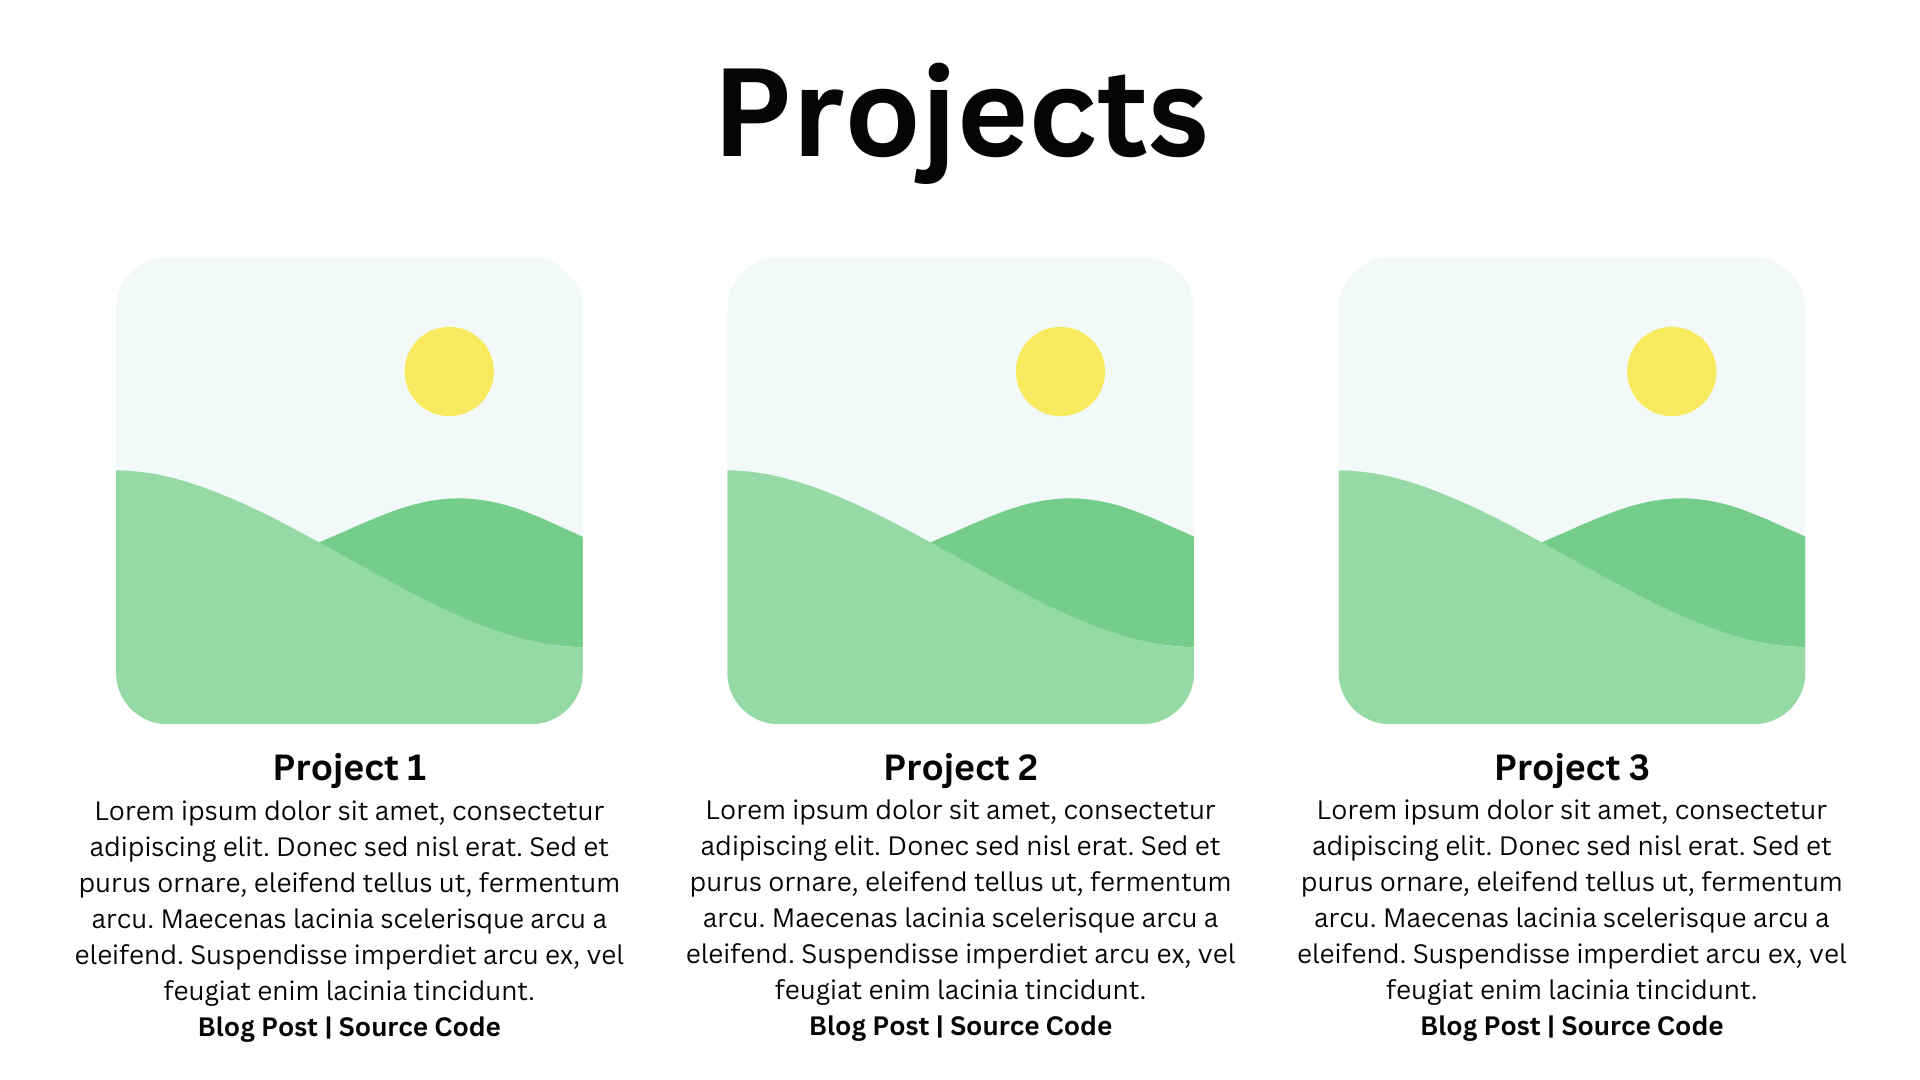 Projects
Project 1
Lorem ipsum dolor sit amet, consectetur
adipiscing elit. Donec sed nisl erat. Sed et
purus ornare, eleifend tellus ut, fermentum
arcu. Maecenas lacinia scelerisque arcu a
eleifend. Suspendisse imperdiet arcu ex, vel
feugiat enim lacinia tincidunt.
Blog Post | Source Code
Project 2
Lorem ipsum dolor sit amet, consectetur
adipiscing elit. Donec sed nisl erat. Sed et
purus ornare, eleifend tellus ut, fermentum
arcu. Maecenas lacinia scelerisque arcu a
eleifend. Suspendisse imperdiet arcu ex, vel
feugiat enim lacinia tincidunt.
Blog Post | Source Code
Project 3
Lorem ipsum dolor sit amet, consectetur
adipiscing elit. Donec sed nisl erat. Sed et
purus ornare, eleifend tellus ut, fermentum
arcu. Maecenas lacinia scelerisque arcu a
eleifend. Suspendisse imperdiet arcu ex, vel
feugiat enim lacinia tincidunt.
Blog Post | Source Code